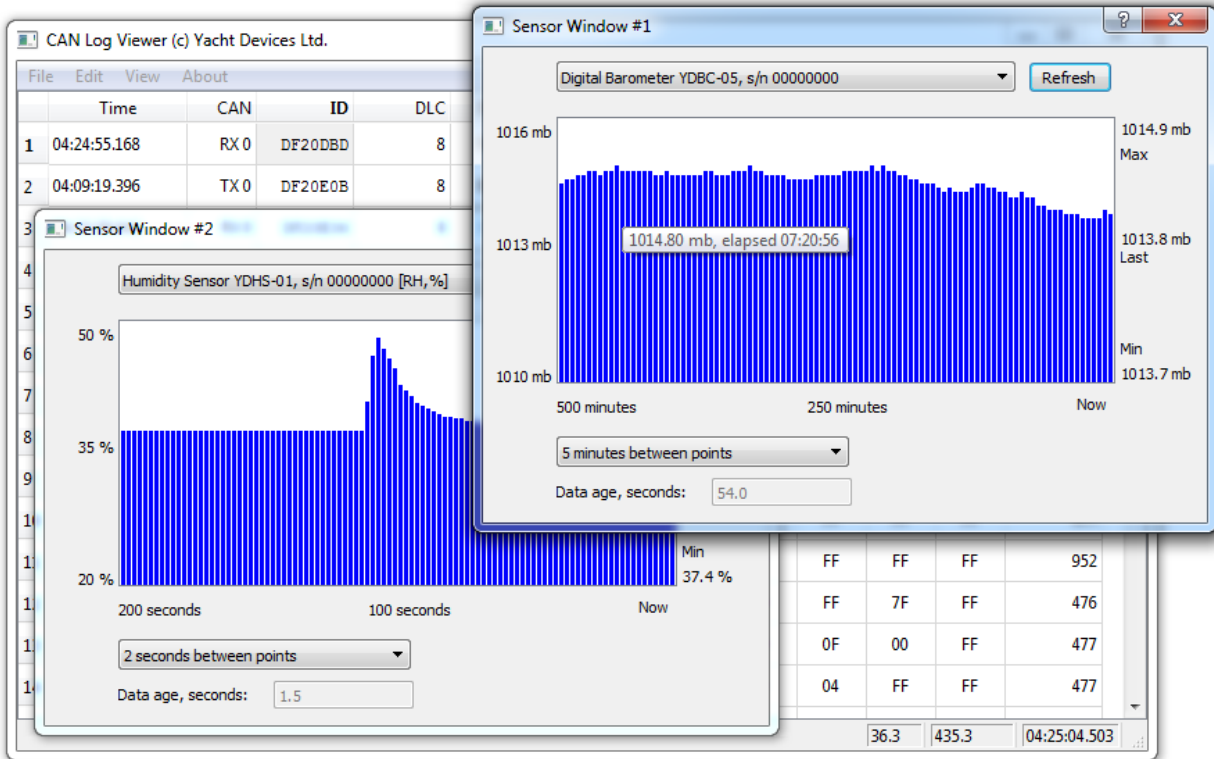 CAN Log Viewer (c) Yacht Devices Ltd.
File Edit View About
Time CAN ID DLC
1 04:24:55.168 RX 0 DF20DBD 8
2 04:09:19.396 TX 0 DF20E0B 8
3
4
5
6
7
8
9
FF FF FF 952
FF 7F FF 476
0F 00 FF 477
04 FF FF 477
36.3 435.3 04:25:04.503
Sensor Window #2
Humidity Sensor YDHS-01, s/n 00000000 [RH,%]
50 %
35 %
20 %
Min
37.4 %
200 seconds 100 seconds Now
2 seconds between points
Data age, seconds: 1.5
Sensor Window #1
Digital Barometer YDBC-05, s/n 00000000 Refresh
1016 mb
1014.9 mb
Max
1014.80 mb, elapsed 07:20:56
1013 mb
1013.8 mb
Last
Min
1010 mb
1013.7 mb
500 minutes 250 minutes Now
5 minutes between points
Data age, seconds: 54.0